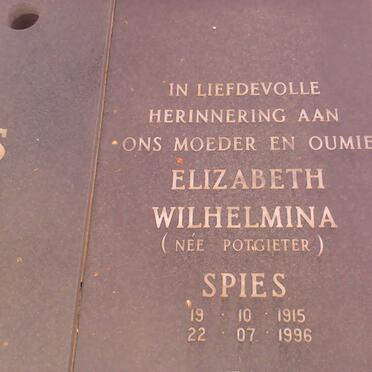 IN LIEFDEVOLLE
HERINNERING AAN
ONS MOEDER EN OUMIE
ELIZABETH
WILHELMINA
( NÉE POTGIETER )
SPIES
19 · 10 · 1915
22 · 07 · 1996